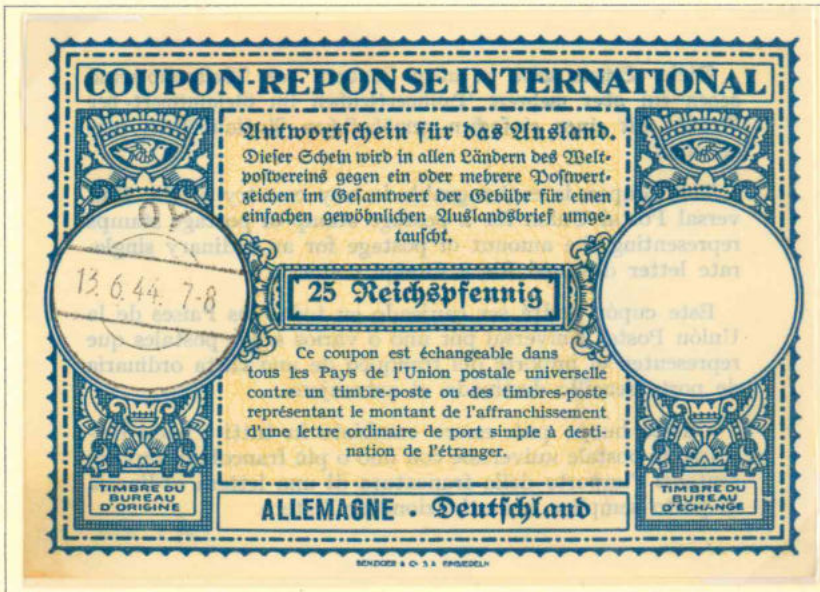 COUPON-REPONSE INTERNATIONAL
Antwortschein für das Ausland.
Dieser Schein wird in allen Ländern des Welt-
postvereins gegen ein oder mehrere Postwert-
zeichen im Gesamtwert der Gebühr für einen
einfachen gewöhnlichen Auslandsbrief umge-
tauscht.
13.6.44. 7-8
25 Reichspfennig
Ce coupon est échangeable dans
tous les Pays de l'Union postale universelle
contre un timbre-poste ou des timbres-poste
représentant le montant de l'affranchissement
d'une lettre ordinaire de port simple à desti-
nation de l'étranger.
TIMBRE DU
BUREAU
D'ORIGINE
TIMBRE DU
BUREAU
D'ÉCHANGE
ALLEMAGNE - Deutschland
BENZIGER & Co S.A. EINSIEDELN